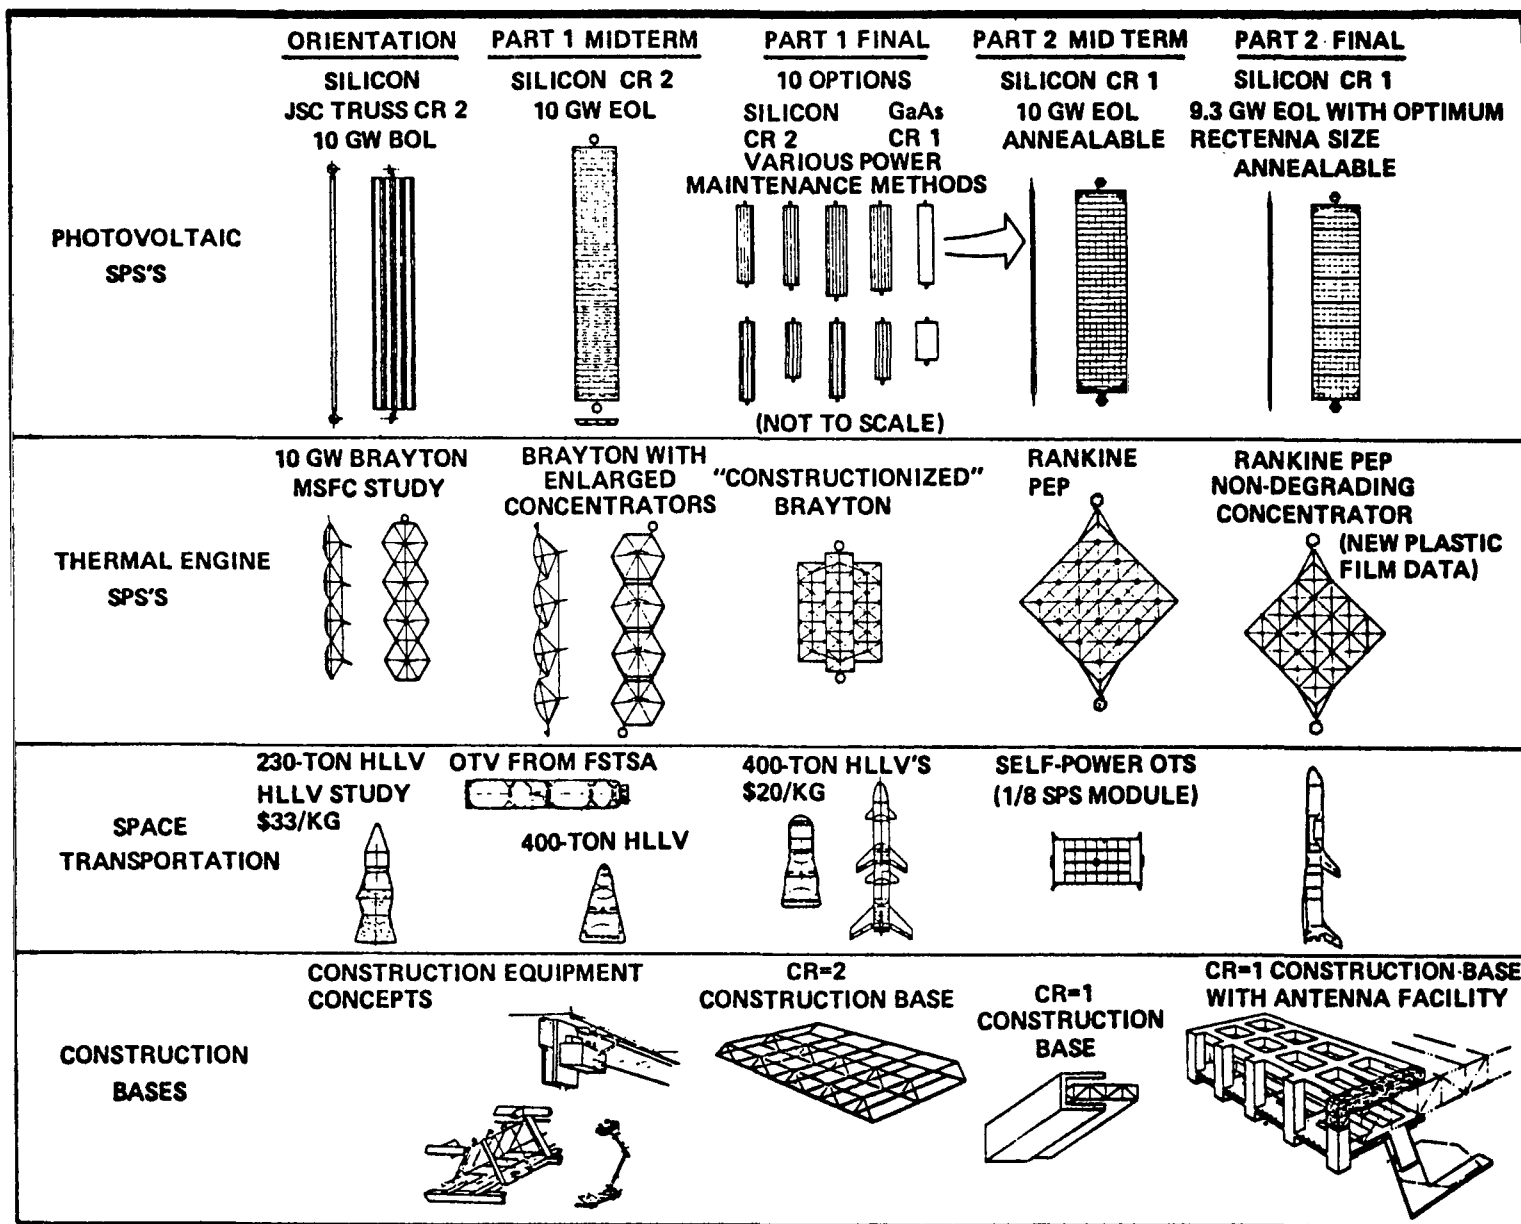 ORIENTATION
PART 1 MIDTERM
PART 1 FINAL
PART 2 MID TERM
PART 2 FINAL
PHOTOVOLTAIC
SPS'S
SILICON
JSC TRUSS CR 2
10 GW BOL
SILICON CR 2
10 GW EOL
10 OPTIONS
SILICON
CR 2
GaAs
CR 1
VARIOUS POWER
MAINTENANCE METHODS
(NOT TO SCALE)
SILICON CR 1
10 GW EOL
ANNEALABLE
SILICON CR 1
9.3 GW EOL WITH OPTIMUM
RECTENNA SIZE
ANNEALABLE
THERMAL ENGINE
SPS'S
10 GW BRAYTON
MSFC STUDY
BRAYTON WITH
ENLARGED
CONCENTRATORS
"CONSTRUCTIONIZED"
BRAYTON
RANKINE
PEP
RANKINE PEP
NON-DEGRADING
CONCENTRATOR
(NEW PLASTIC
FILM DATA)
SPACE
TRANSPORTATION
230-TON HLLV
HLLV STUDY
$33/KG
OTV FROM FSTSA
400-TON HLLV
400-TON HLLV'S
$20/KG
SELF-POWER OTS
(1/8 SPS MODULE)
CONSTRUCTION
BASES
CONSTRUCTION EQUIPMENT
CONCEPTS
CR=2
CONSTRUCTION BASE
CR=1
CONSTRUCTION
BASE
CR=1 CONSTRUCTION BASE
WITH ANTENNA FACILITY